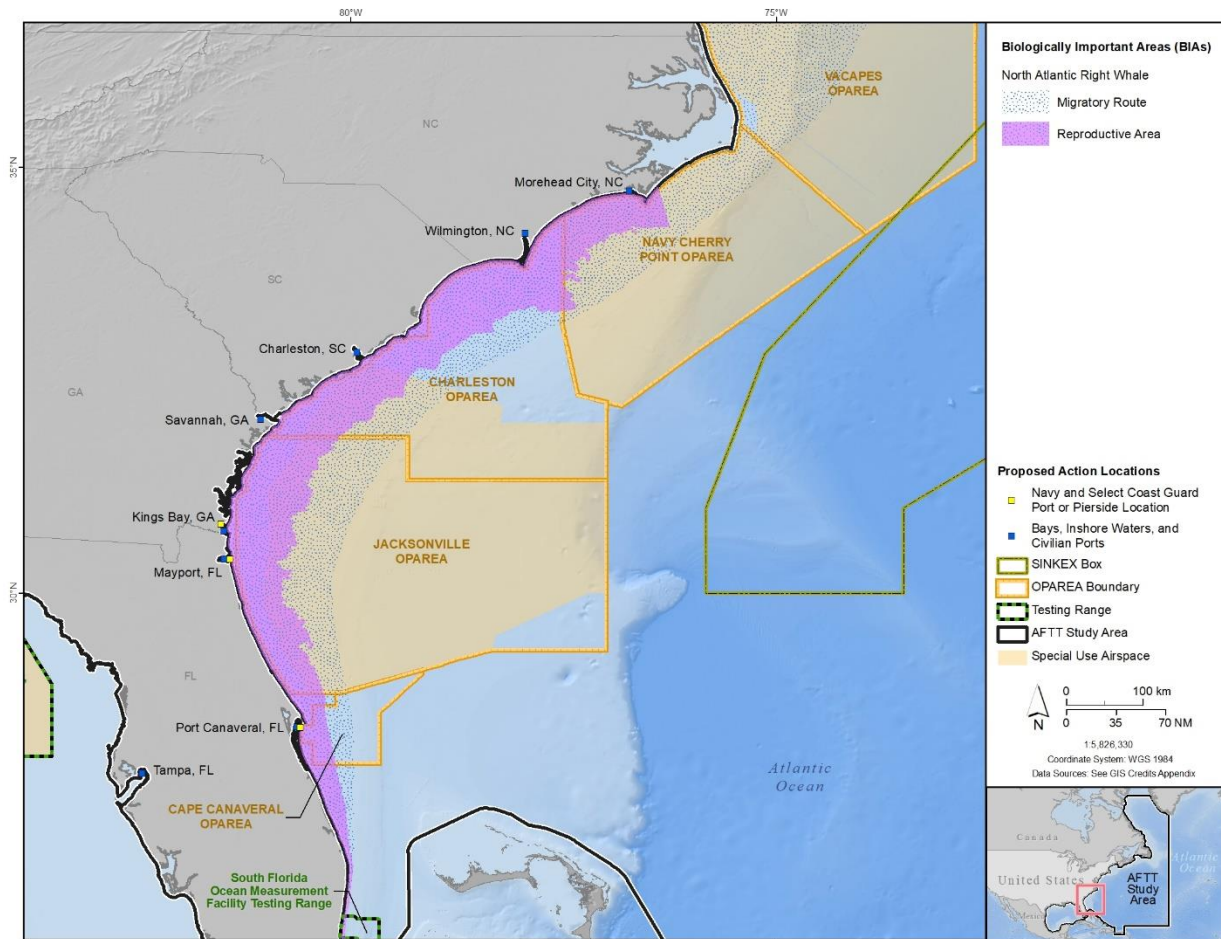 80°W
75°W
35°N
30°N
NC
SC
GA
FL
VACAPES
OPAREA
Morehead City, NC
Wilmington, NC
NAVY CHERRY
POINT OPAREA
Charleston, SC
CHARLESTON
OPAREA
Savannah, GA
Kings Bay, GA
JACKSONVILLE
OPAREA
Mayport, FL
Port Canaveral, FL
Tampa, FL
Atlantic
Ocean
CAPE CANAVERAL
OPAREA
South Florida
Ocean Measurement
Facility Testing Range
Biologically Important Areas (BIAs)
North Atlantic Right Whale
Migratory Route
Reproductive Area
Proposed Action Locations
Navy and Select Coast Guard
Port or Pierside Location
Bays, Inshore Waters, and
Civilian Ports
SINKEX Box
OPAREA Boundary
Testing Range
AFTT Study Area
Special Use Airspace
N
0 100 km
0 35 70 NM
1:5,826,330
Coordinate System: WGS 1984
Data Sources: See GIS Credits Appendix
Canada
United States
Mexico
Atlantic
Ocean
AFTT
Study
Area